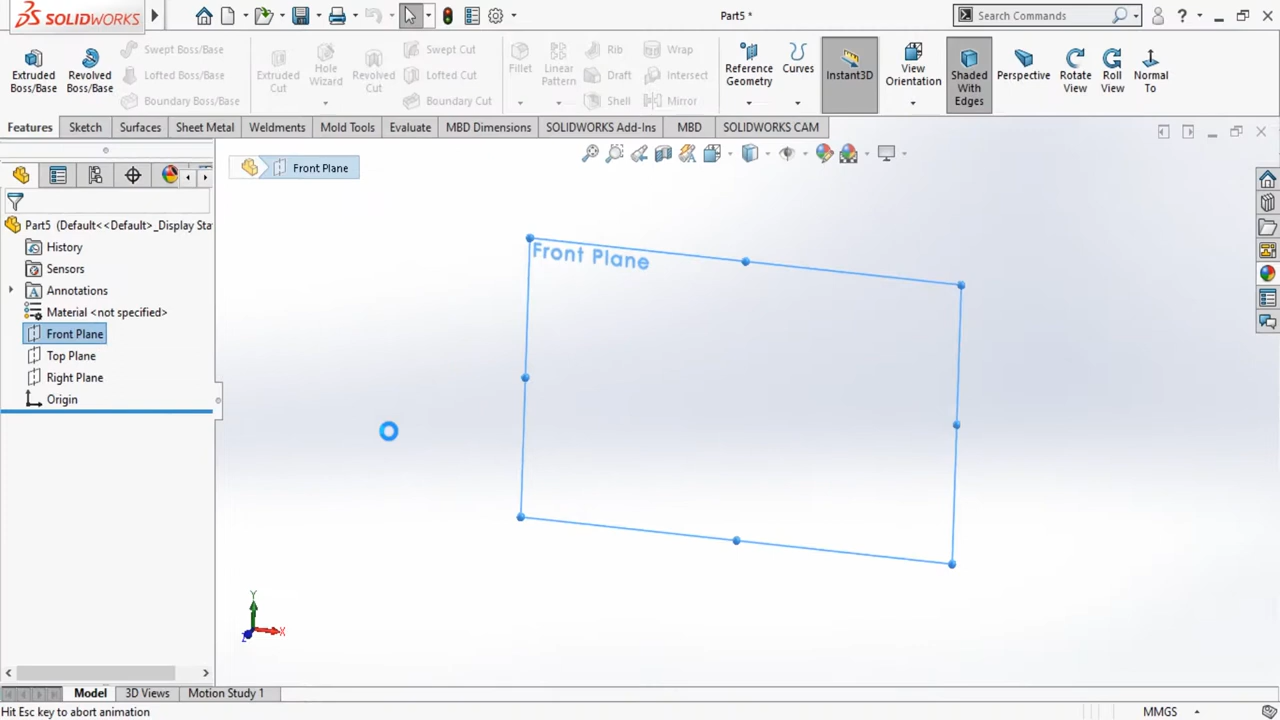 SOLIDWORKS
Part5 *
Search Commands
Extruded Boss/Base
Revolved Boss/Base
Swept Boss/Base
Lofted Boss/Base
Boundary Boss/Base
Extruded Cut
Hole Wizard
Revolved Cut
Swept Cut
Lofted Cut
Boundary Cut
Fillet
Linear Pattern
Rib
Draft
Shell
Wrap
Intersect
Mirror
Reference Geometry
Curves
Instant3D
View Orientation
Shaded With Edges
Perspective
Rotate View
Roll View
Normal To
Features
Sketch
Surfaces
Sheet Metal
Weldments
Mold Tools
Evaluate
MBD Dimensions
SOLIDWORKS Add-Ins
MBD
SOLIDWORKS CAM
Front Plane
Part5 (Default<<Default>_Display Sta
History
Sensors
Annotations
Material <not specified>
Front Plane
Top Plane
Right Plane
Origin
Front Plane
Y
X
Z
Model
3D Views
Motion Study 1
Hit Esc key to abort animation
MMGS